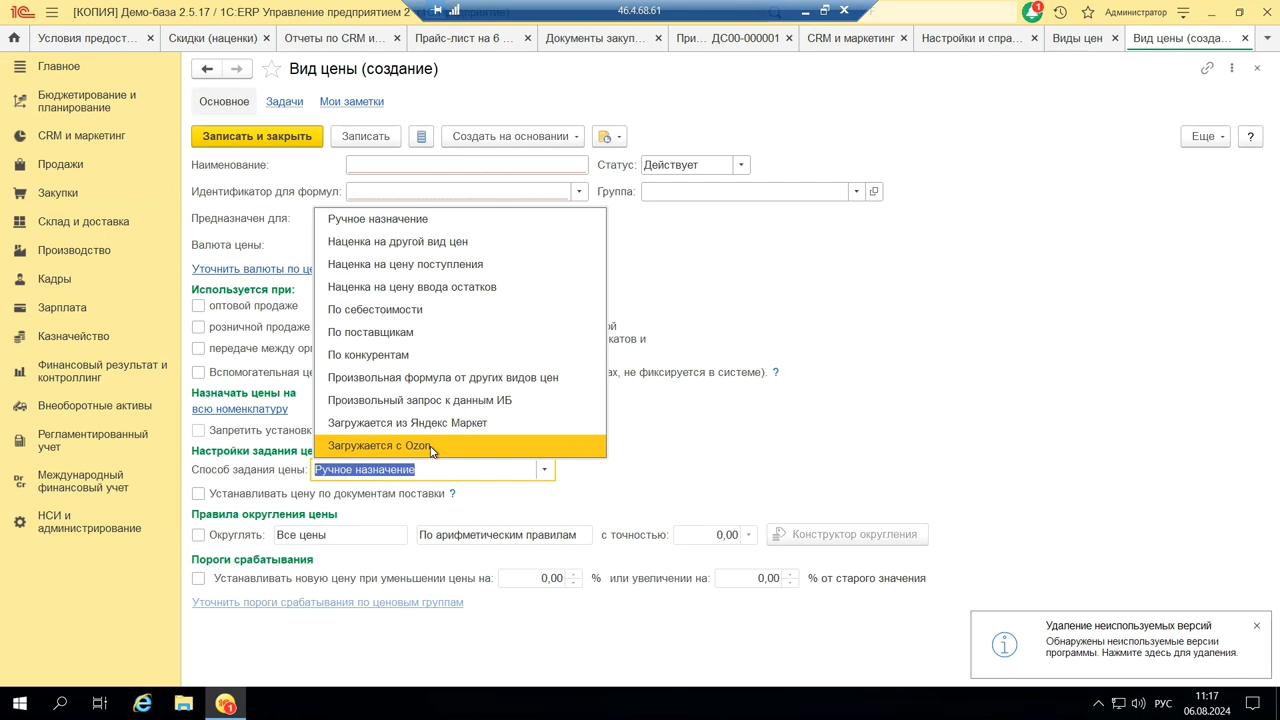 [КОПИЯ] Демо-база 2.5.17 / 1С:ERP Управление предприятием 2
46.4.68.61
Администратор
Условия предост...
Скидки (наценки)
Отчеты по CRM и...
Прайс-лист на 6 ...
Документы закуп...
При... ДС00-000001
CRM и маркетинг
Настройки и спра...
Виды цен
Вид цены (созда...
Главное
Бюджетирование и
планирование
CRM и маркетинг
Продажи
Закупки
Склад и доставка
Производство
Кадры
Зарплата
Казначейство
Финансовый результат и
контроллинг
Внеоборотные активы
Регламентированный
учет
Международный
финансовый учет
НСИ и
администрирование
Вид цены (создание)
Основное
Задачи
Мои заметки
Записать и закрыть
Записать
Создать на основании
Еще
?
Наименование:
Статус: Действует
Идентификатор для формул:
Группа:
Предназначен для:
Валюта цены:
Уточнить валюты по це
Используется при:
оптовой продаже
розничной продаже
ой
катов и
передаче между орг
Вспомогательная це
ах, не фиксируется в системе). ?
Назначать цены на
всю номенклатуру
Запретить установк
Настройки задания це
Ручное назначение
Наценка на другой вид цен
Наценка на цену поступления
Наценка на цену ввода остатков
По себестоимости
По поставщикам
По конкурентам
Произвольная формула от других видов цен
Произвольный запрос к данным ИБ
Загружается из Яндекс Маркет
Загружается с Ozon
Способ задания цены: Ручное назначение
Устанавливать цену по документам поставки ?
Правила округления цены
Округлять: Все цены По арифметическим правилам с точностью: 0,00 Конструктор округления
Пороги срабатывания
Устанавливать новую цену при уменьшении цены на: 0,00 % или увеличении на: 0,00 % от старого значения
Уточнить пороги срабатывания по ценовым группам
Удаление неиспользуемых версий
Обнаружены неиспользуемые версии
программы. Нажмите здесь для удаления.
РУС
11:17
06.08.2024